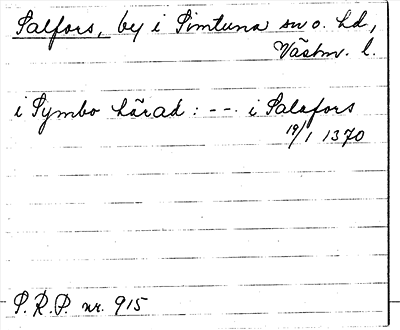 Salfors, by i Simtuna sn o. hd,
Västm. l.
i Symbo härad: -- i Salafors
19/1 1370
S.R.P. nr. 915